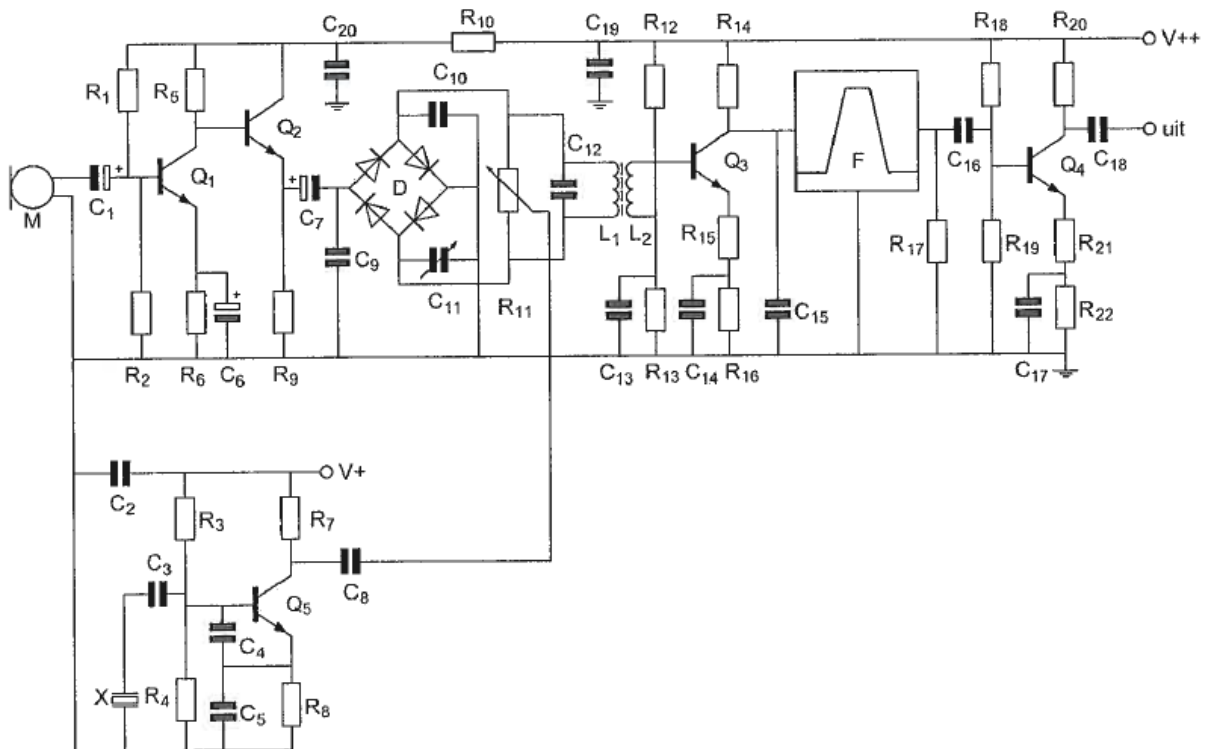 C20
R10
C19
R12
R14
R18
R20
V++
R1
R5
C10
Q2
Q1
C12
Q3
F
C16
Q4
C18
uit
M
C1
C7
D
L1
L2
R15
R17
R19
R21
C9
C11
R11
C15
R22
R2
R6
C6
R9
C13
R13
C14
R16
C17
C2
V+
R3
R7
C3
C8
Q5
C4
X
R4
C5
R8
+
+
+